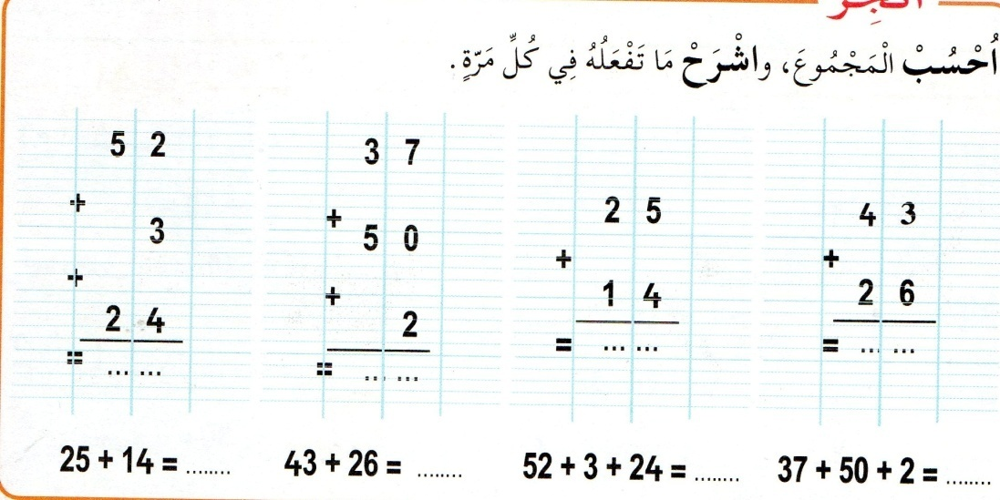 أَحْسُبُ الْمَجْمُوعَ، واشْرَحْ مَا تَفْعَلُهُ فِي كُلِّ مَرَّةٍ.
5 2
+
3
+
2 4
= ... ...
3 7
+
5 0
+
2
= ... ...
2 5
+
1 4
= ... ...
4 3
+
2 6
= ... ...
25 + 14 = ........
43 + 26 = ........
52 + 3 + 24 = ........
37 + 50 + 2 = ........